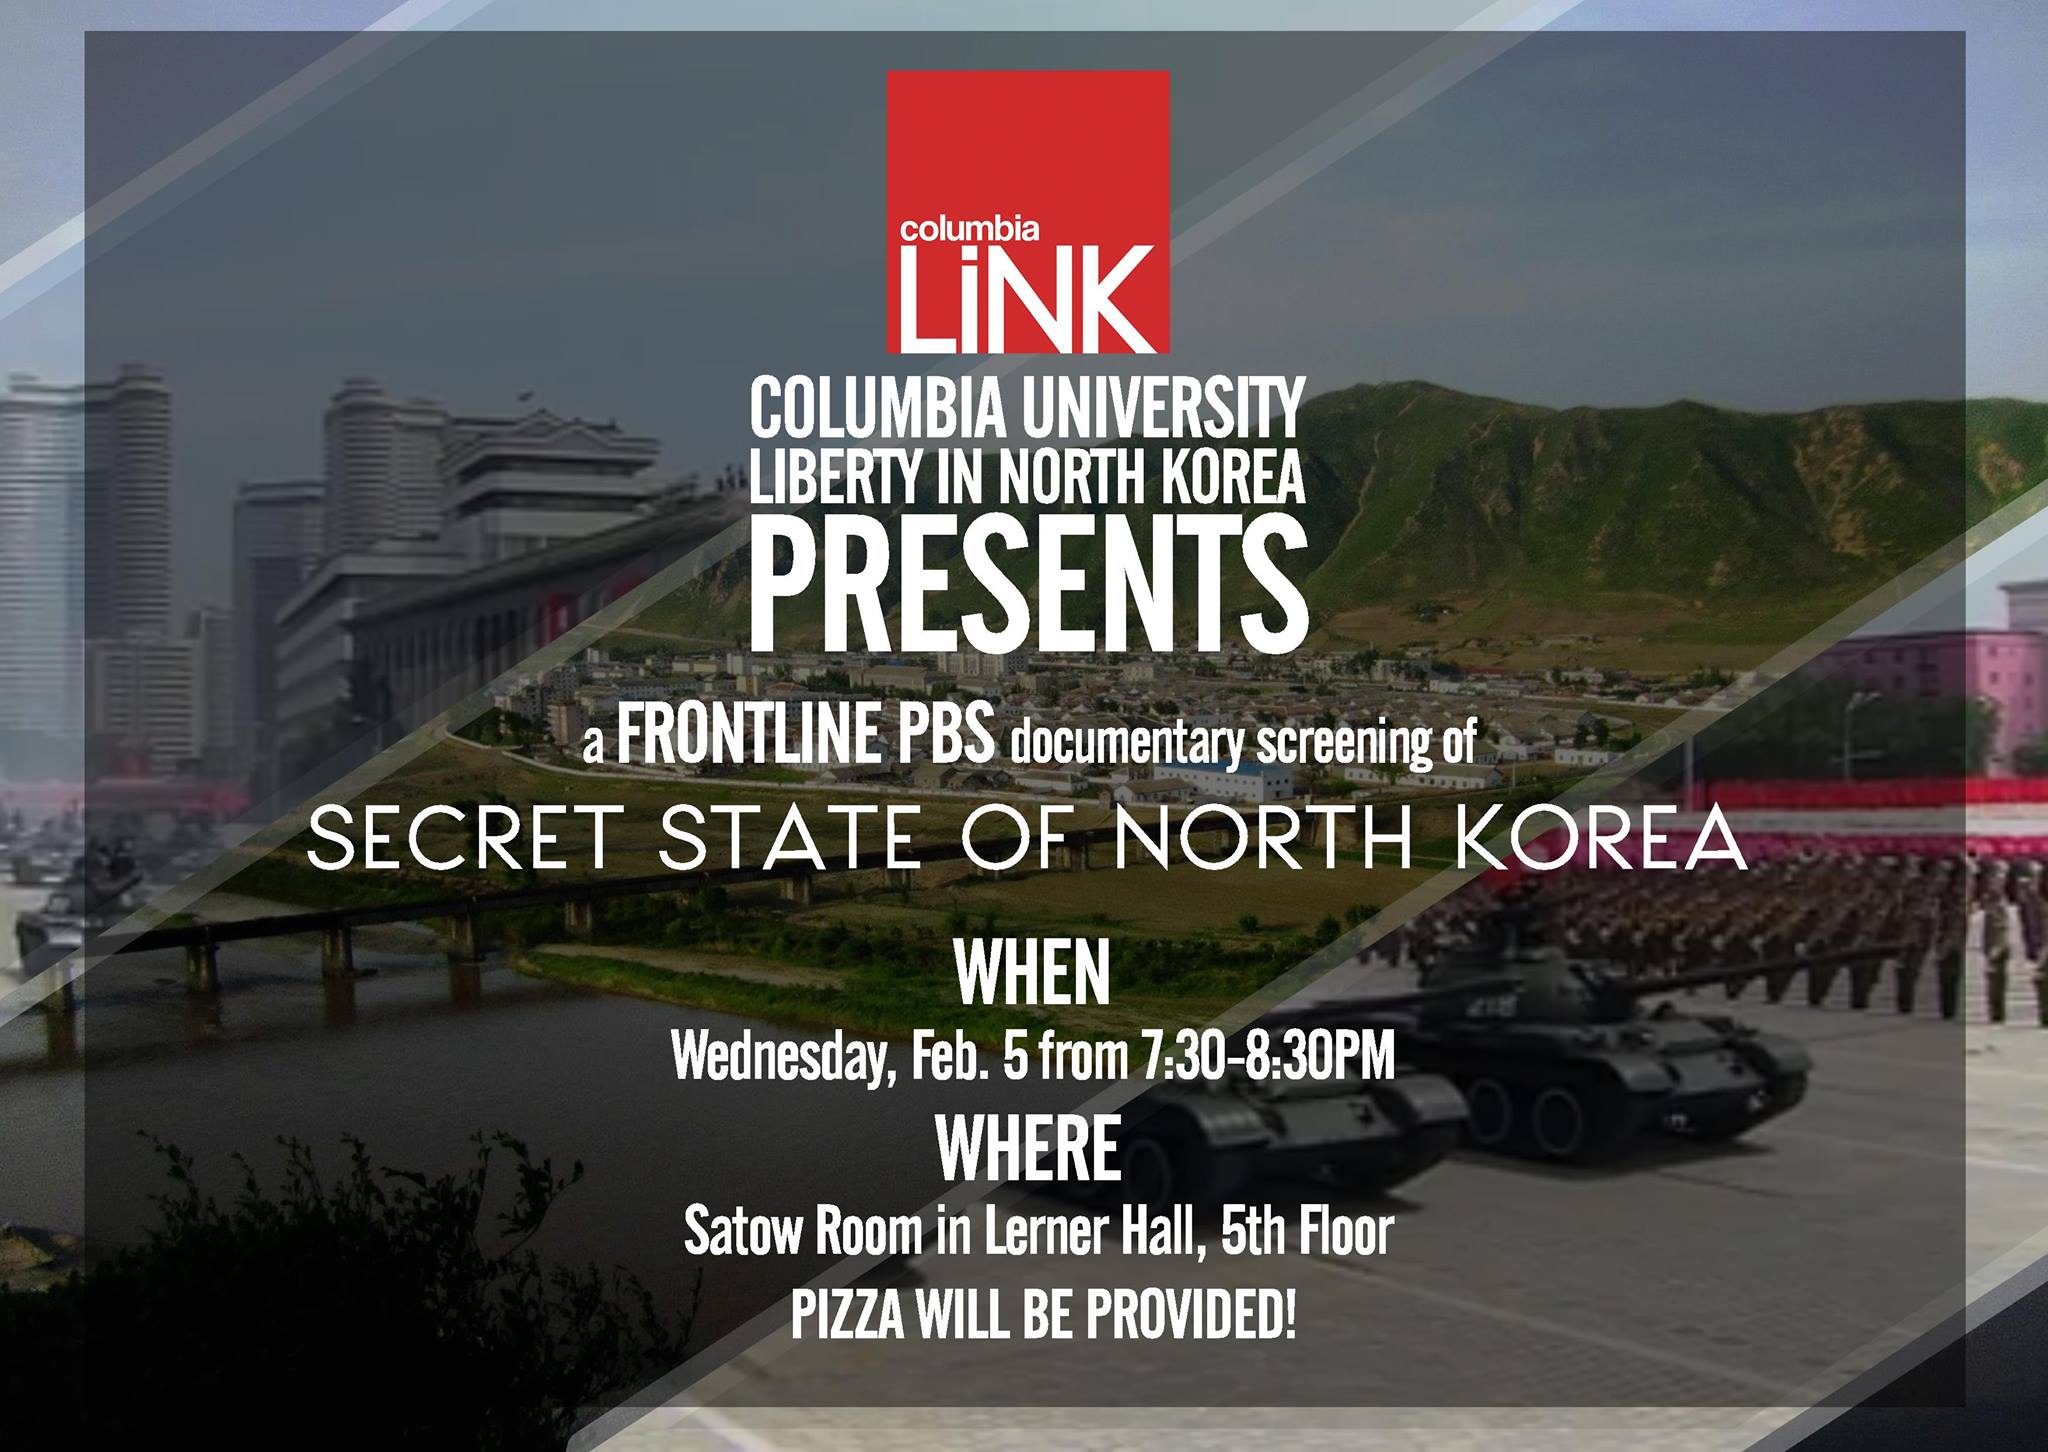 columbia
LiNK
COLUMBIA UNIVERSITY
LIBERTY IN NORTH KOREA
PRESENTS
a FRONTLINE PBS documentary screening of
SECRET STATE OF NORTH KOREA
WHEN
Wednesday, Feb. 5 from 7:30-8:30PM
WHERE
Satow Room in Lerner Hall, 5th Floor
PIZZA WILL BE PROVIDED!